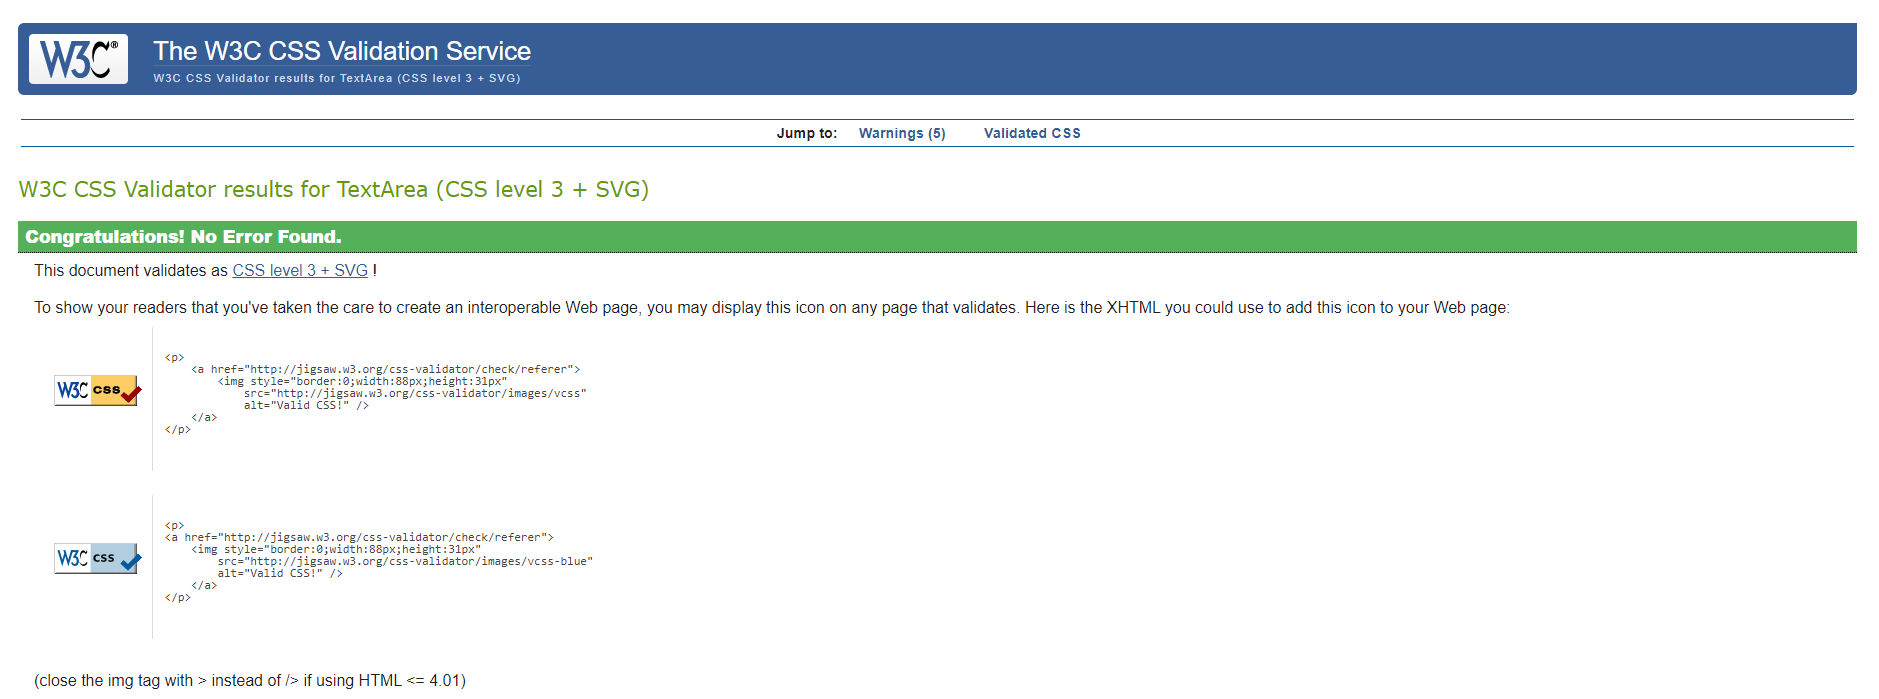 W3C®
The W3C CSS Validation Service
W3C CSS Validator results for TextArea (CSS level 3 + SVG)
Jump to: Warnings (5) Validated CSS
W3C CSS Validator results for TextArea (CSS level 3 + SVG)
Congratulations! No Error Found.
This document validates as CSS level 3 + SVG !
To show your readers that you've taken the care to create an interoperable Web page, you may display this icon on any page that validates. Here is the XHTML you could use to add this icon to your Web page:
W3C css
<p>
<a href="http://jigsaw.w3.org/css-validator/check/referer">
<img style="border:0;width:88px;height:31px"
src="http://jigsaw.w3.org/css-validator/images/vcss"
alt="Valid CSS!" />
</a>
</p>
W3C css
<p>
<a href="http://jigsaw.w3.org/css-validator/check/referer">
<img style="border:0;width:88px;height:31px"
src="http://jigsaw.w3.org/css-validator/images/vcss-blue"
alt="Valid CSS!" />
</a>
</p>
(close the img tag with > instead of /> if using HTML <= 4.01)